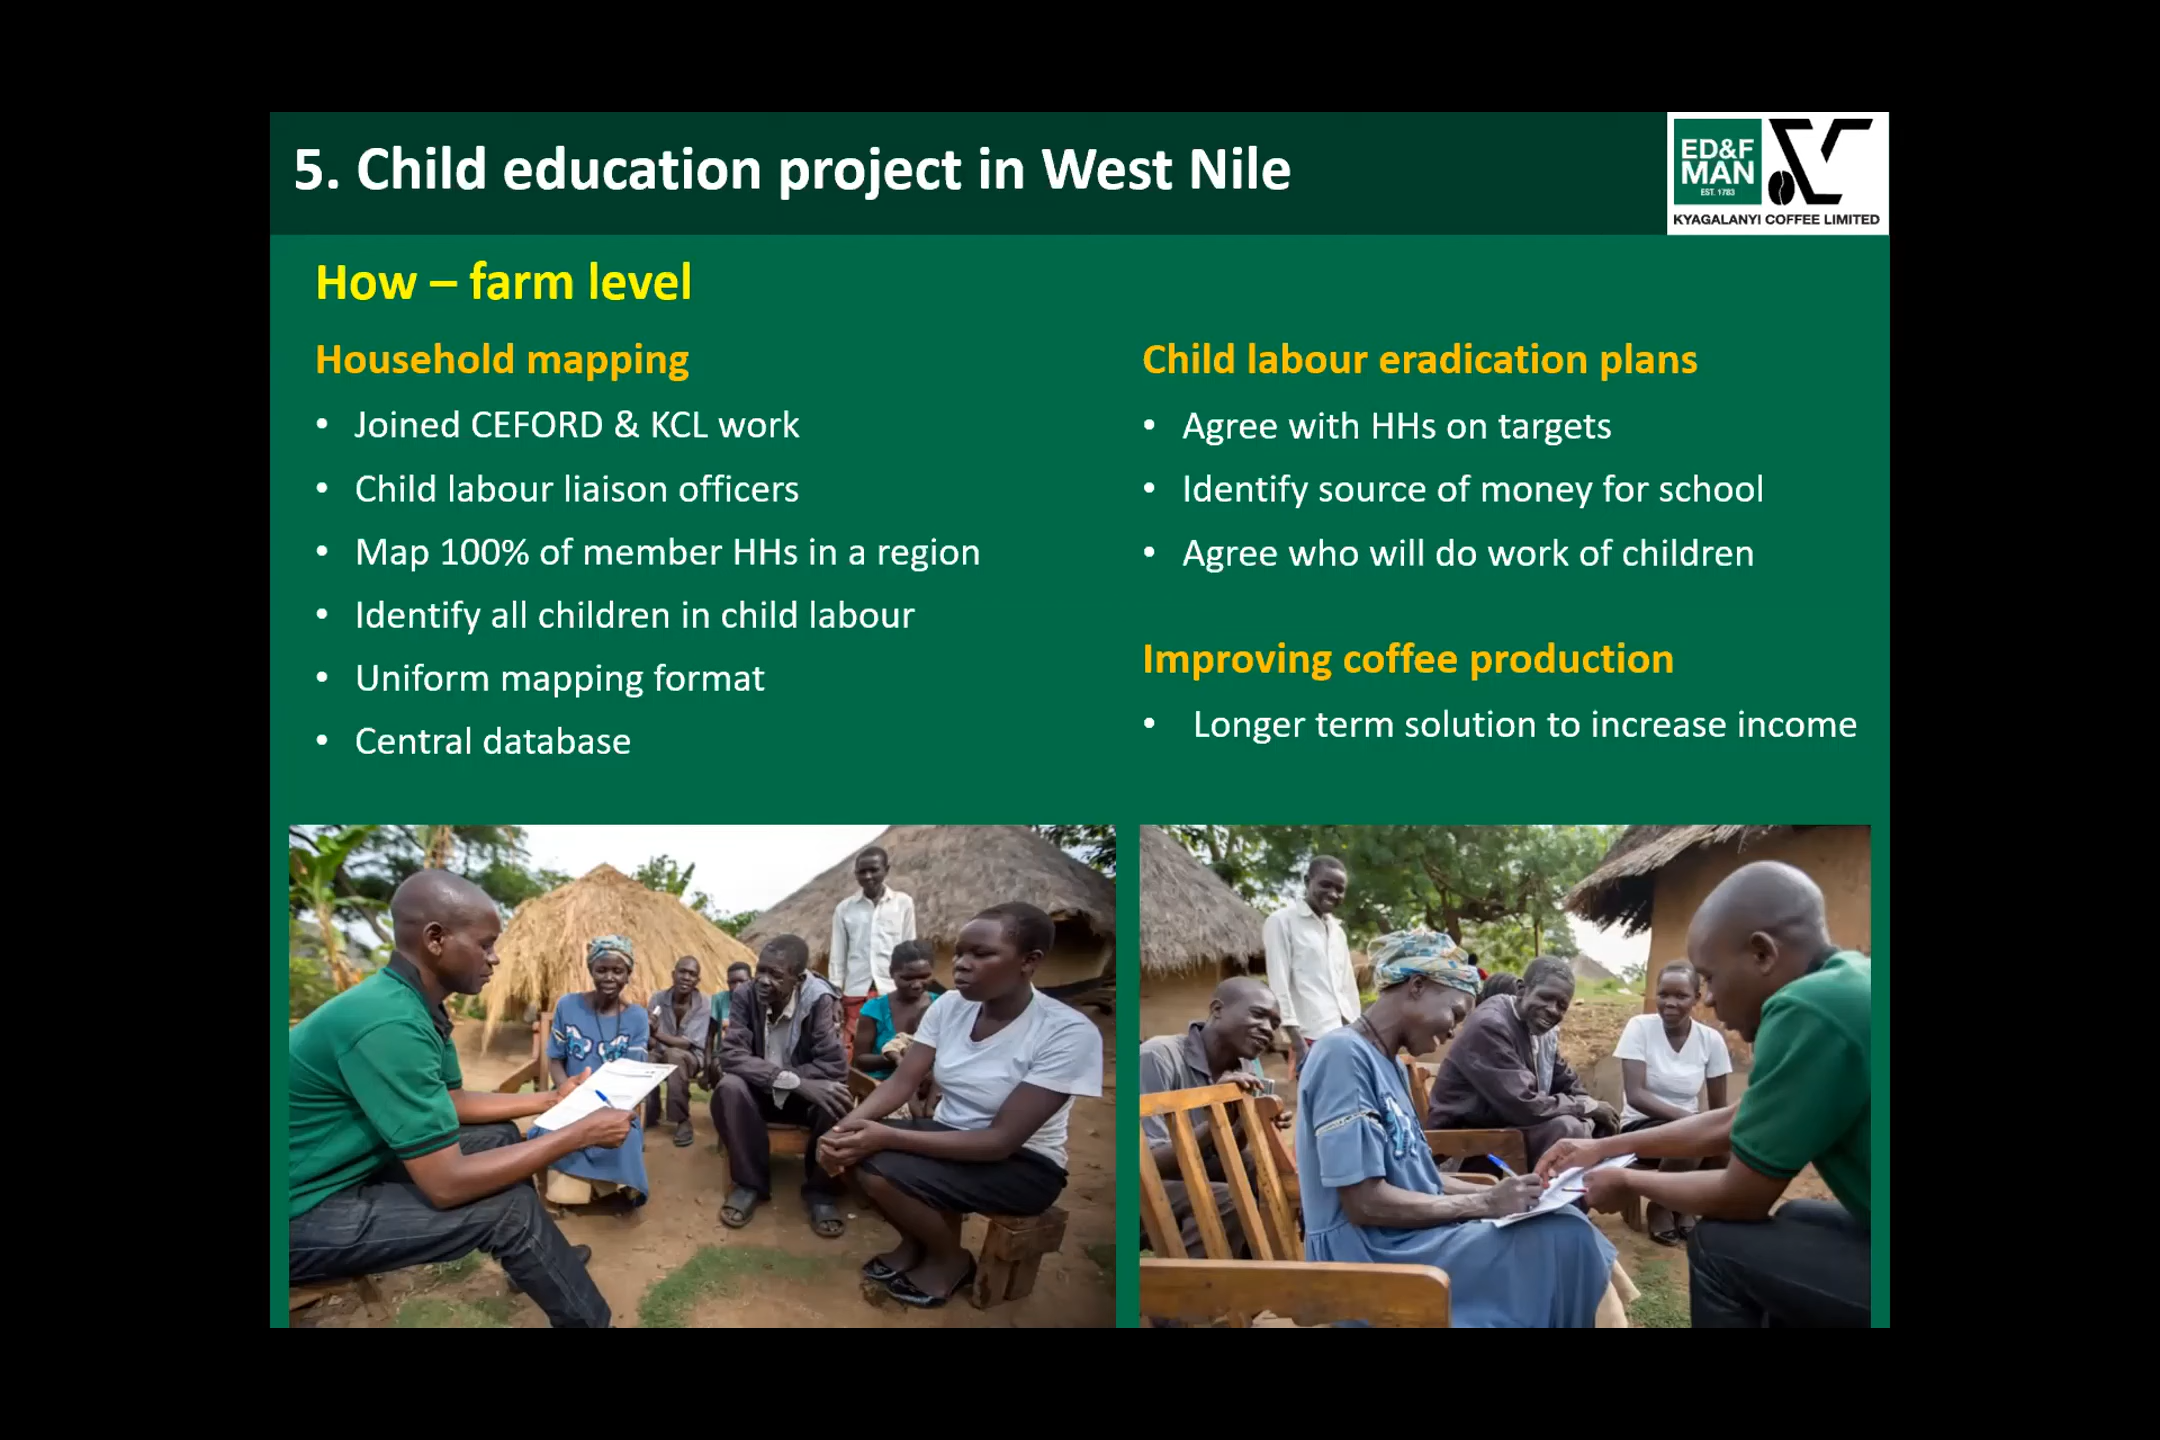 5. Child education project in West Nile
ED&F
MAN
EST. 1783
KYAGALANYI COFFEE LIMITED
How – farm level
Household mapping
• Joined CEFORD & KCL work
• Child labour liaison officers
• Map 100% of member HHs in a region
• Identify all children in child labour
• Uniform mapping format
• Central database
Child labour eradication plans
• Agree with HHs on targets
• Identify source of money for school
• Agree who will do work of children
Improving coffee production
• Longer term solution to increase income